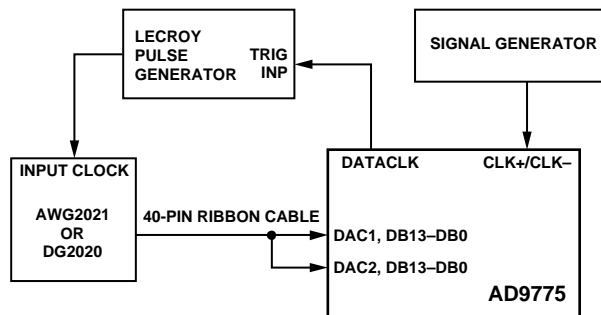 LECROY
PULSE
GENERATOR
TRIG
INP
SIGNAL GENERATOR
INPUT CLOCK
AWG2021
OR
DG2020
40-PIN RIBBON CABLE
DATACLK
CLK+/CLK–
DAC1, DB13–DB0
DAC2, DB13–DB0
AD9775